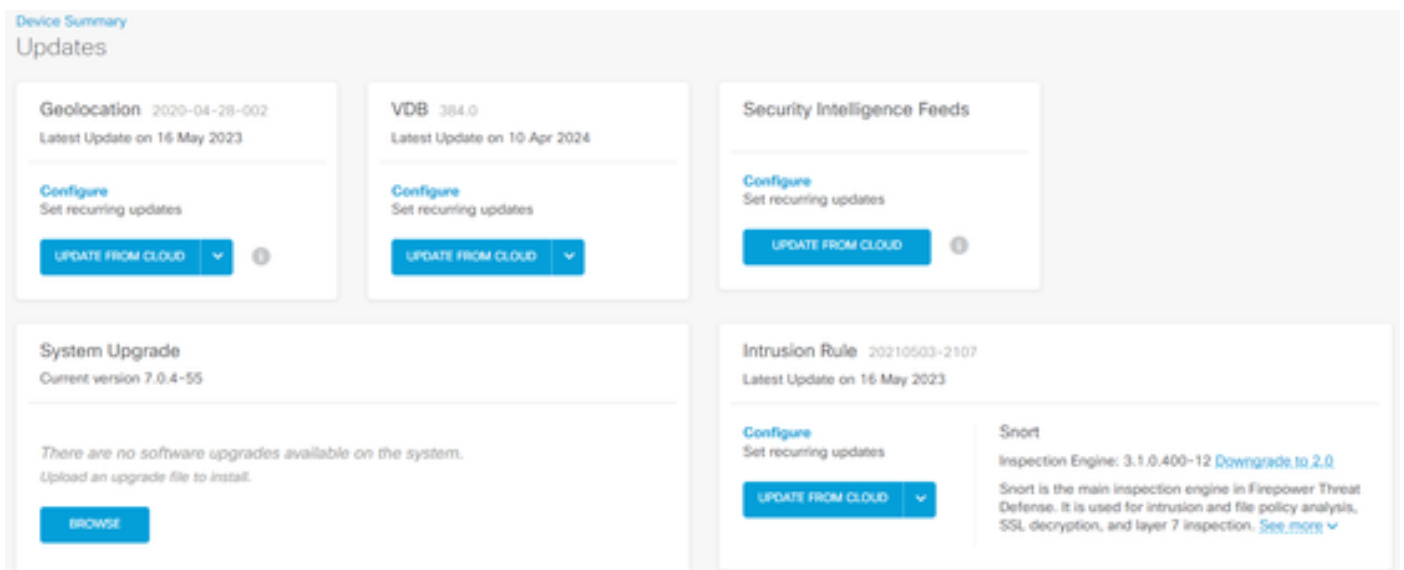 Device Summary
Updates
Geolocation 2020-04-28-002
Latest Update on 16 May 2023
Configure
Set recurring updates
UPDATE FROM CLOUD
VDB 384.0
Latest Update on 10 Apr 2024
Configure
Set recurring updates
UPDATE FROM CLOUD
Security Intelligence Feeds
Configure
Set recurring updates
UPDATE FROM CLOUD
System Upgrade
Current version 7.0.4-55
There are no software upgrades available on the system.
Upload an upgrade file to install.
BROWSE
Intrusion Rule 20210503-2107
Latest Update on 16 May 2023
Configure
Set recurring updates
UPDATE FROM CLOUD
Snort
Inspection Engine: 3.1.0.400-12 Downgrade to 2.0
Snort is the main inspection engine in Firepower Threat
Defense. It is used for intrusion and file policy analysis,
SSL decryption, and layer 7 inspection. See more